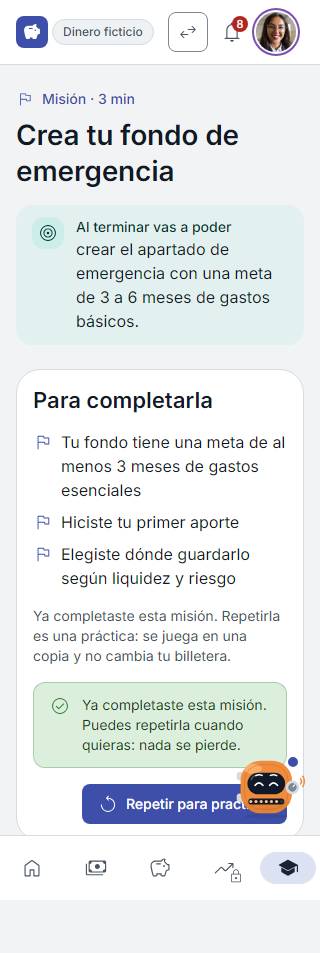 Dinero ficticio
8
Misión · 3 min
Crea tu fondo de
emergencia
Al terminar vas a poder
crear el apartado de
emergencia con una meta
de 3 a 6 meses de gastos
básicos.
Para completarla
Tu fondo tiene una meta de al
menos 3 meses de gastos
esenciales
Hiciste tu primer aporte
Elegiste dónde guardarlo
según liquidez y riesgo
Ya completaste esta misión. Repetirla
es una práctica: se juega en una
copia y no cambia tu billetera.
Ya completaste esta misión.
Puedes repetirla cuando
quieras: nada se pierde.
Repetir para